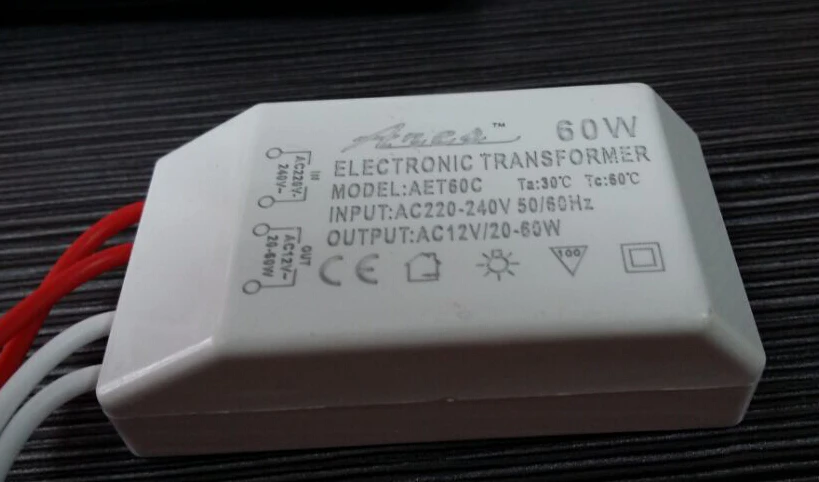 Anca™
60W
ELECTRONIC TRANSFORMER
MODEL:AET60C Ta:30℃ Tc:60℃
INPUT:AC220-240V 50/60Hz
OUTPUT:AC12V/20-60W
CE
100
IN
AC220V-
240V~
OUT
AC12V~
20-60W